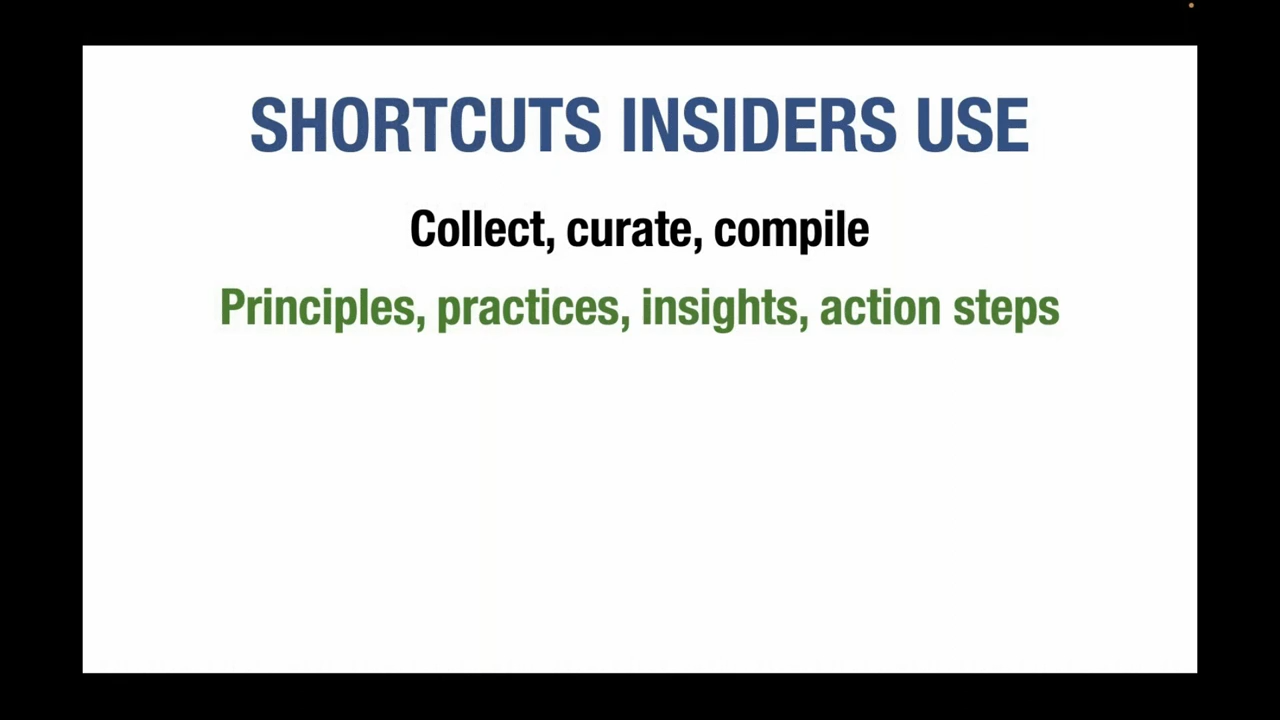 SHORTCUTS INSIDERS USE
Collect, curate, compile
Principles, practices, insights, action steps